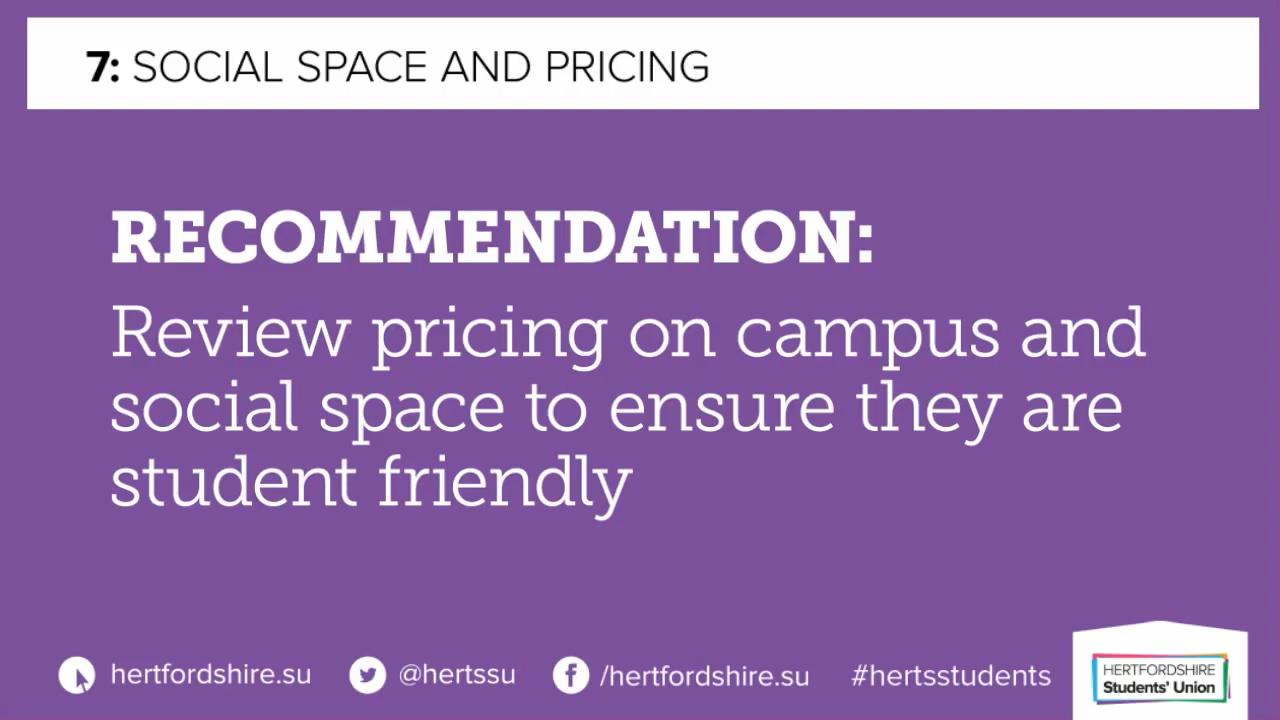 7: SOCIAL SPACE AND PRICING
RECOMMENDATION:
Review pricing on campus and
social space to ensure they are
student friendly
hertfordshire.su @hertssu /hertfordshire.su #hertsstudents
HERTFORDSHIRE
Students' Union